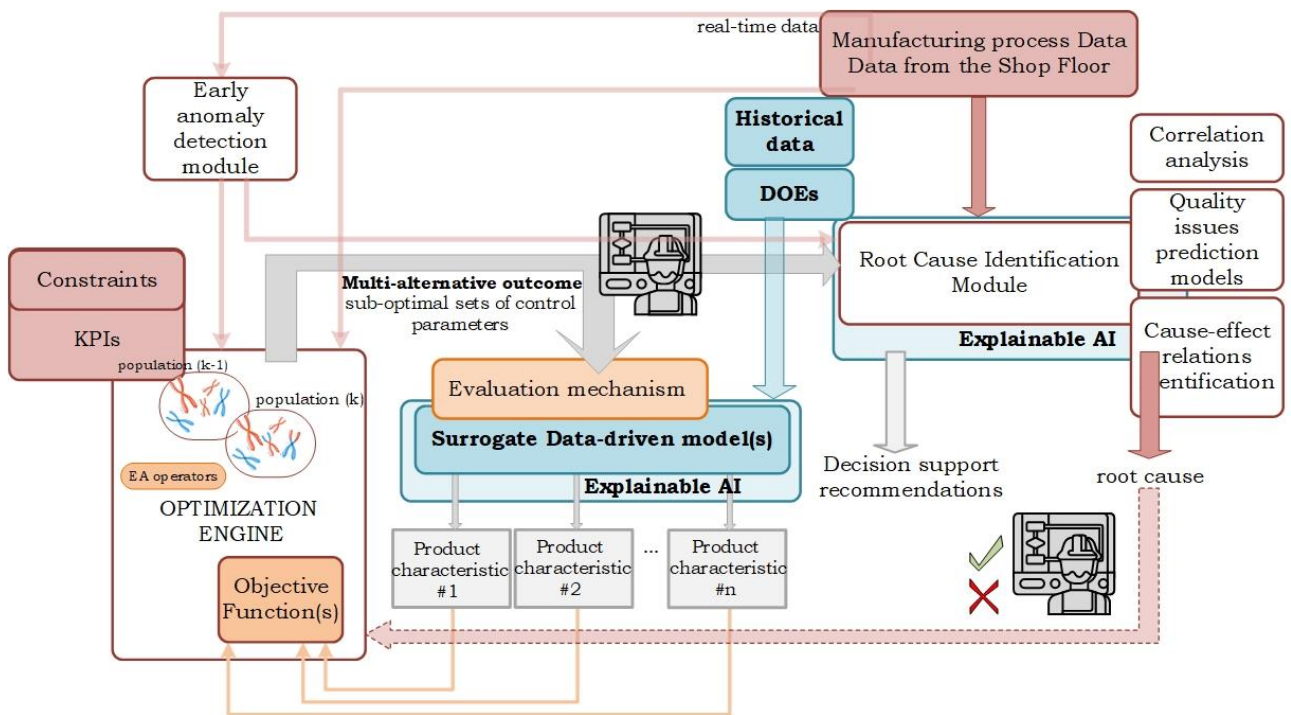 real-time data
Manufacturing process Data
Data from the Shop Floor
Early
anomaly
detection
module
Historical
data
DOEs
Correlation
analysis
Quality
issues
prediction
models
Cause-effect
relations
entification
Root Cause Identification
Module
Explainable AI
Constraints
KPIs
Multi-alternative outcome
sub-optimal sets of control
parameters
population (k-1)
population (k)
EA operators
OPTIMIZATION
ENGINE
Objective
Function(s)
Evaluation mechanism
Surrogate Data-driven model(s)
Explainable AI
Product
characteristic
#1
Product
characteristic
#2
...
Product
characteristic
#n
Decision support
recommendations
root cause